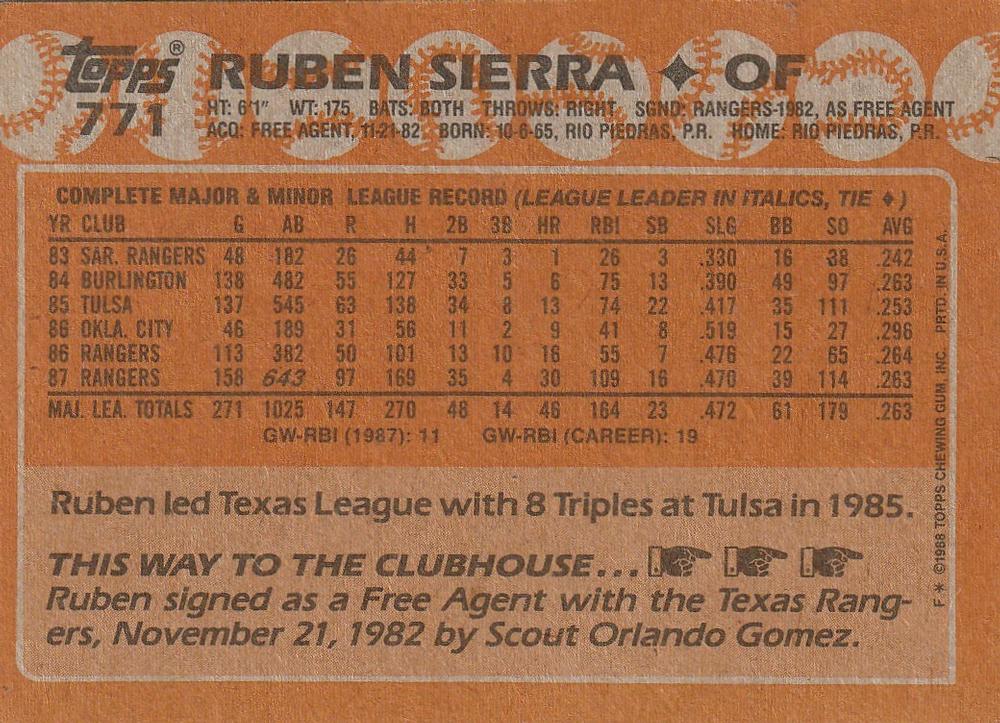 topps®
771
RUBEN SIERRA ✦ OF
HT: 6'1" WT: 175 BATS: BOTH THROWS: RIGHT SGND: RANGERS-1982, AS FREE AGENT
ACQ: FREE AGENT, 11-21-82 BORN: 10-6-65, RIO PIEDRAS, P.R. HOME: RIO PIEDRAS, P.R.
COMPLETE MAJOR & MINOR LEAGUE RECORD (LEAGUE LEADER IN ITALICS, TIE ✦)
YR CLUB G AB R H 2B 3B HR RBI SB SLG BB SO AVG
83 SAR. RANGERS 48 182 26 44 7 3 1 26 3 .330 16 38 .242
84 BURLINGTON 138 482 55 127 33 5 6 75 13 .390 49 97 .263
85 TULSA 137 545 63 138 34 8 13 74 22 .417 35 111 .253
86 OKLA. CITY 46 189 31 56 11 2 9 41 8 .519 15 27 .296
86 RANGERS 113 382 50 101 13 10 16 55 7 .476 22 65 .264
87 RANGERS 158 643 97 169 35 4 30 109 16 .470 39 114 .263
MAJ. LEA. TOTALS 271 1025 147 270 48 14 46 164 23 .472 61 179 .263
GW-RBI (1987): 11 GW-RBI (CAREER): 19
Ruben led Texas League with 8 Triples at Tulsa in 1985.
THIS WAY TO THE CLUBHOUSE...
Ruben signed as a Free Agent with the Texas Rang-
ers, November 21, 1982 by Scout Orlando Gomez.
F✶ ©1988 TOPPS CHEWING GUM, INC. PRTD. IN U.S.A.